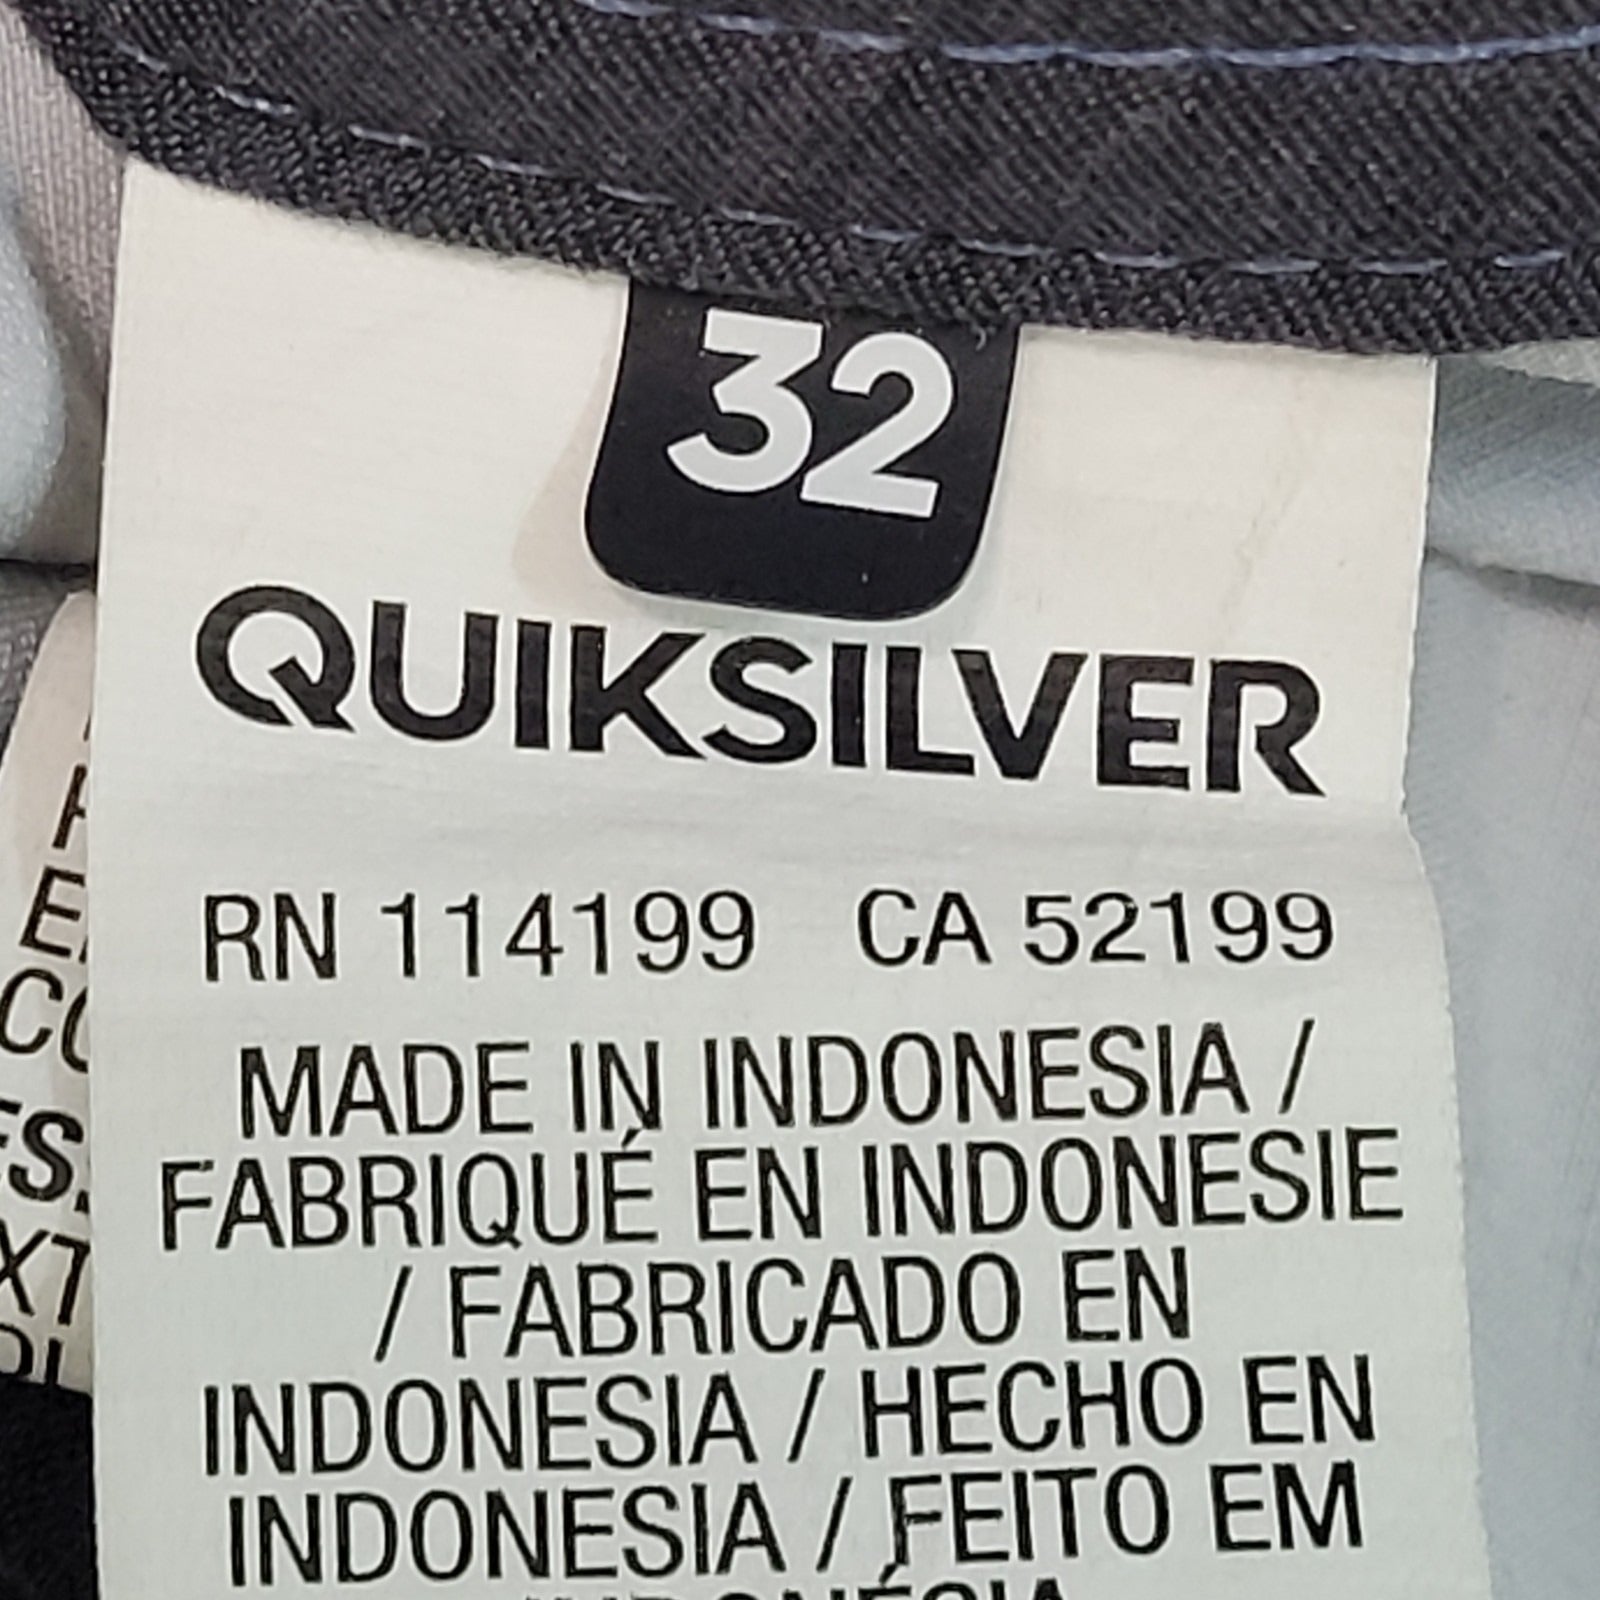 32
QUIKSILVER
RN 114199 CA 52199
MADE IN INDONESIA /
FABRIQUÉ EN INDONESIE
/ FABRICADO EN
INDONESIA / HECHO EN
INDONESIA / FEITO EM